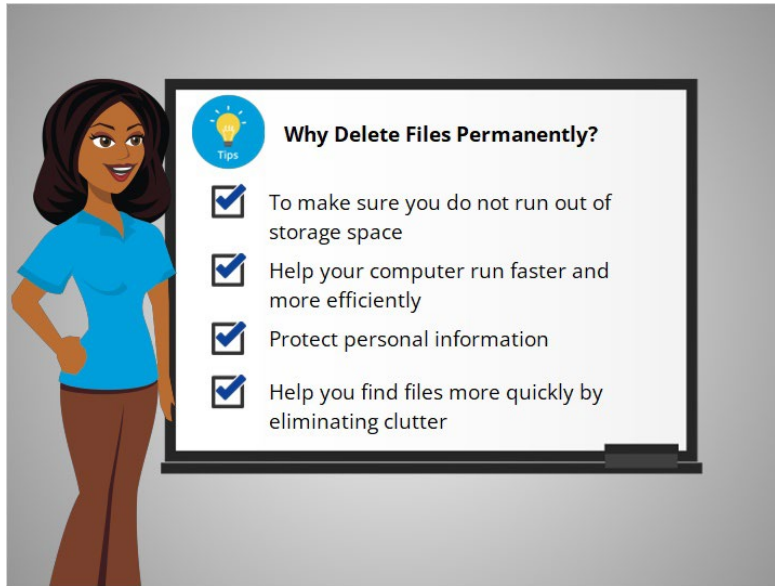 Tips
Why Delete Files Permanently?
To make sure you do not run out of
storage space
Help your computer run faster and
more efficiently
Protect personal information
Help you find files more quickly by
eliminating clutter